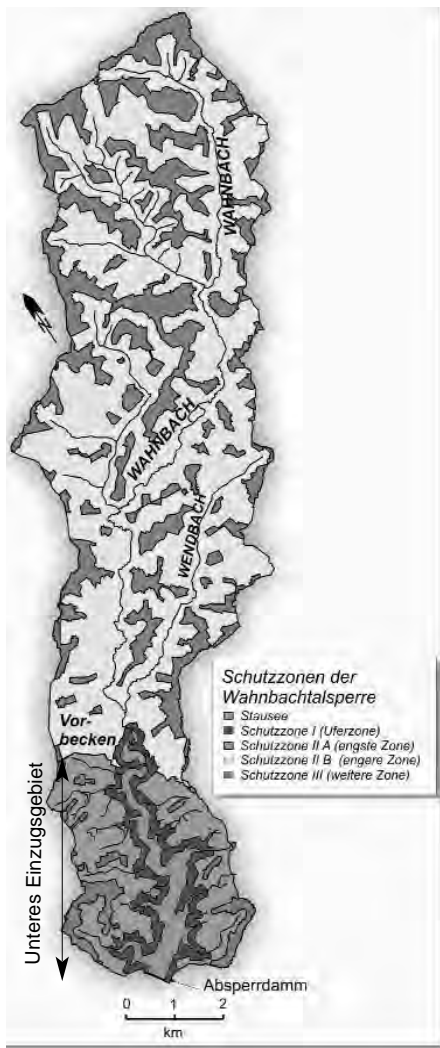 WAHNBACH
N
WAHNBACH
WENDBACH
Schutzzonen der
Wahnbachtalsperre
Stausee
Schutzzone I (Uferzone)
Schutzzone II A (engste Zone)
Schutzzone II B (engere Zone)
Schutzzone III (weitere Zone)
Vor-
becken
Unteres Einzugsgebiet
Absperrdamm
0 1 2
km